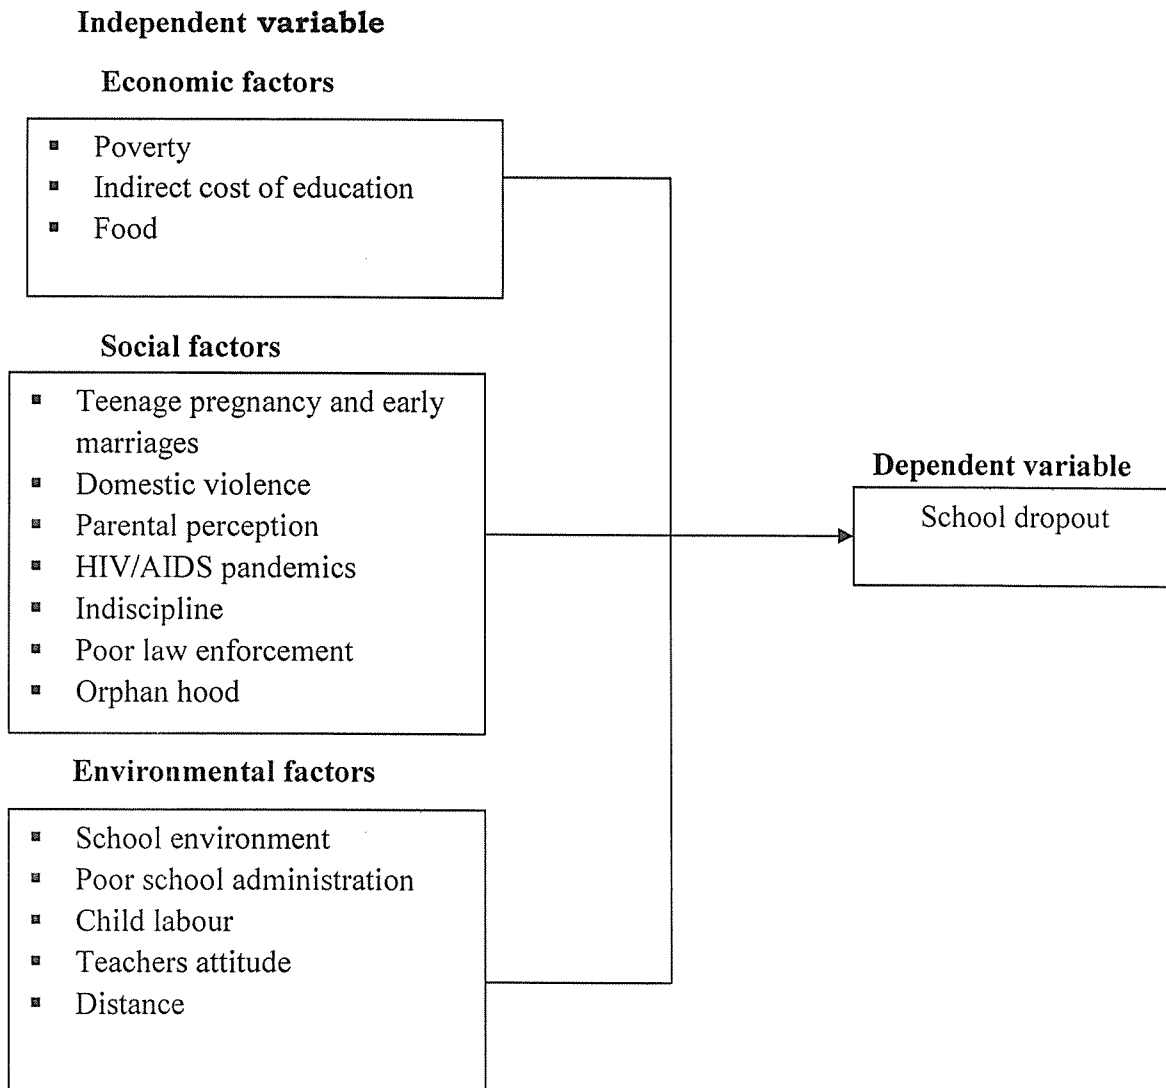 Independent variable
Economic factors
▪ Poverty
▪ Indirect cost of education
▪ Food
Social factors
▪ Teenage pregnancy and early
marriages
▪ Domestic violence
▪ Parental perception
▪ HIV/AIDS pandemics
▪ Indiscipline
▪ Poor law enforcement
▪ Orphan hood
Dependent variable
School dropout
Environmental factors
▪ School environment
▪ Poor school administration
▪ Child labour
▪ Teachers attitude
▪ Distance